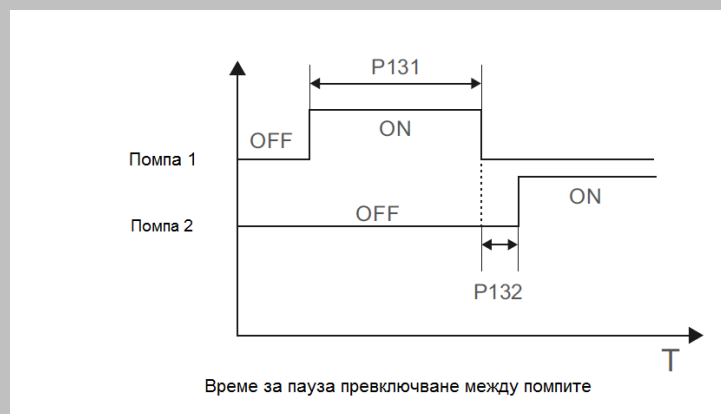 P131
OFF
ON
Помпа 1
ON
OFF
Помпа 2
P132
T
Време за пауза превключване между помпите